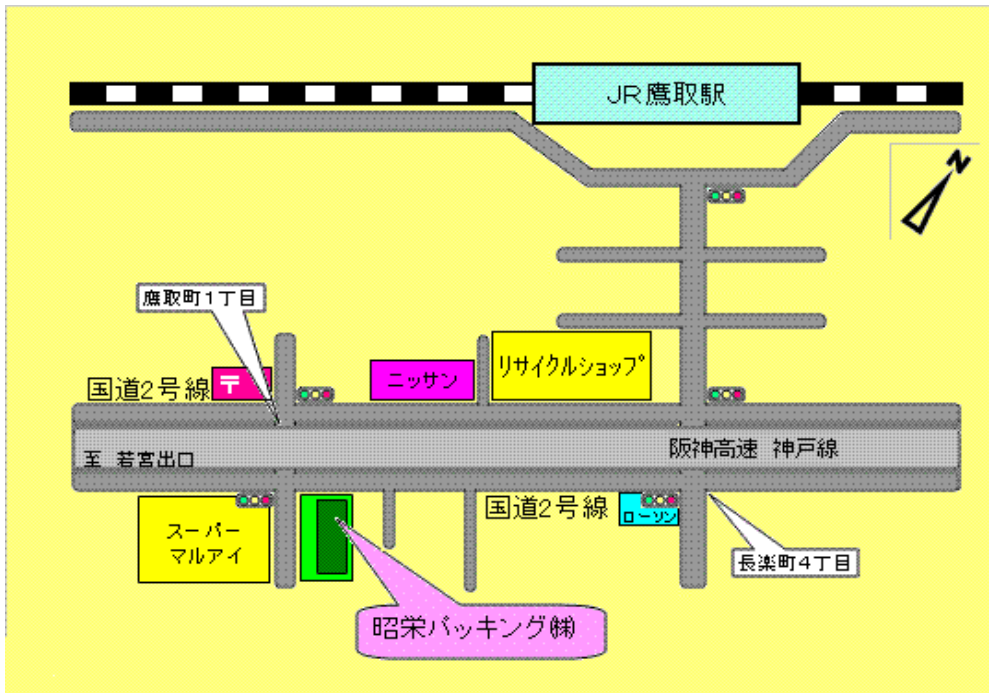 JR鷹取駅
N
鷹取町1丁目
リサイクルショップ
ニッサン
〒
国道2号線
阪神高速 神戸線
至 若宮出口
国道2号線
ローソン
スーパー
マルアイ
長楽町4丁目
昭栄パッキング㈱